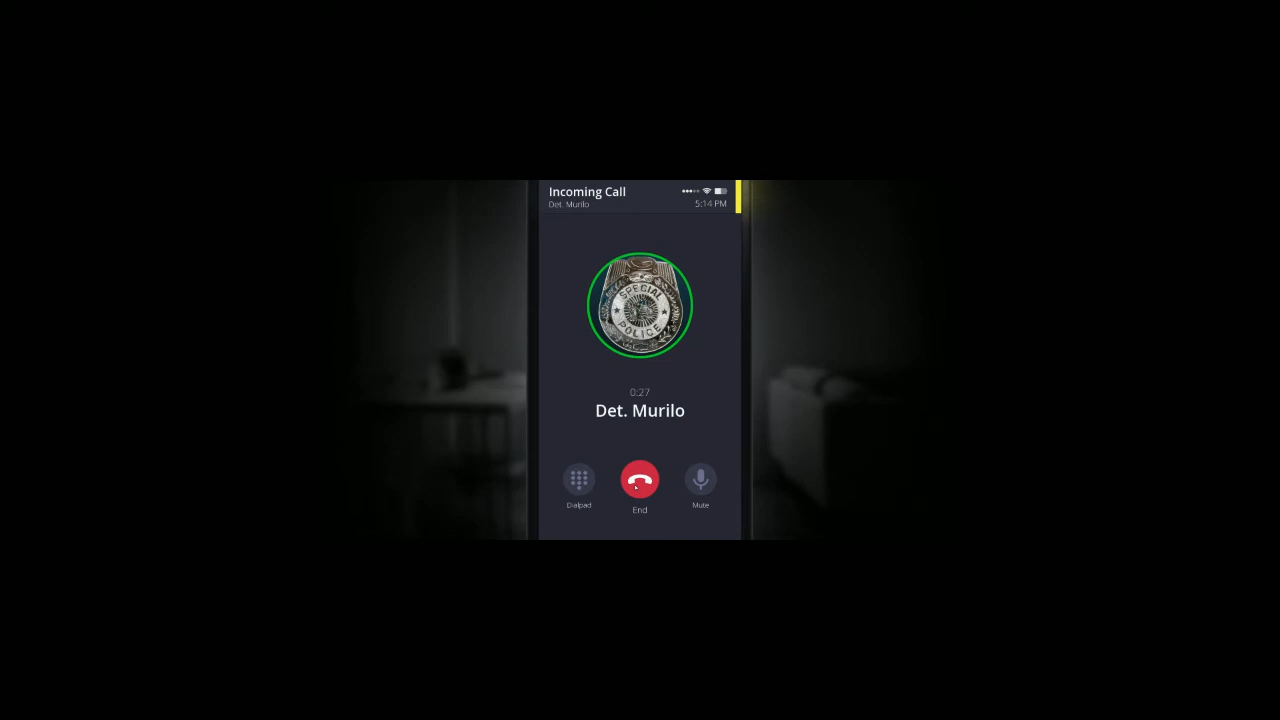 Incoming Call
Det. Murilo
5:14 PM
SPECIAL
POLICE
0:27
Det. Murilo
Dialpad
End
Mute